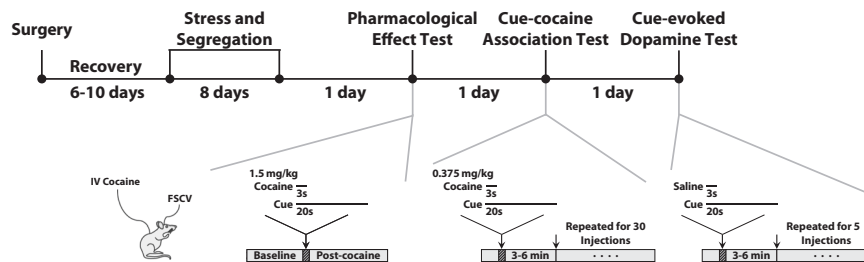 Surgery
Stress and
Segregation
Pharmacological
Effect Test
Cue-cocaine
Association Test
Cue-evoked
Dopamine Test
Recovery
6-10 days
8 days
1 day
1 day
1 day
IV Cocaine
FSCV
1.5 mg/kg
Cocaine
3s
Cue
20s
Baseline
Post-cocaine
0.375 mg/kg
Cocaine
3s
Cue
20s
Repeated for 30
Injections
3-6 min
. . . .
Saline
3s
Cue
20s
Repeated for 5
Injections
3-6 min
. . . .